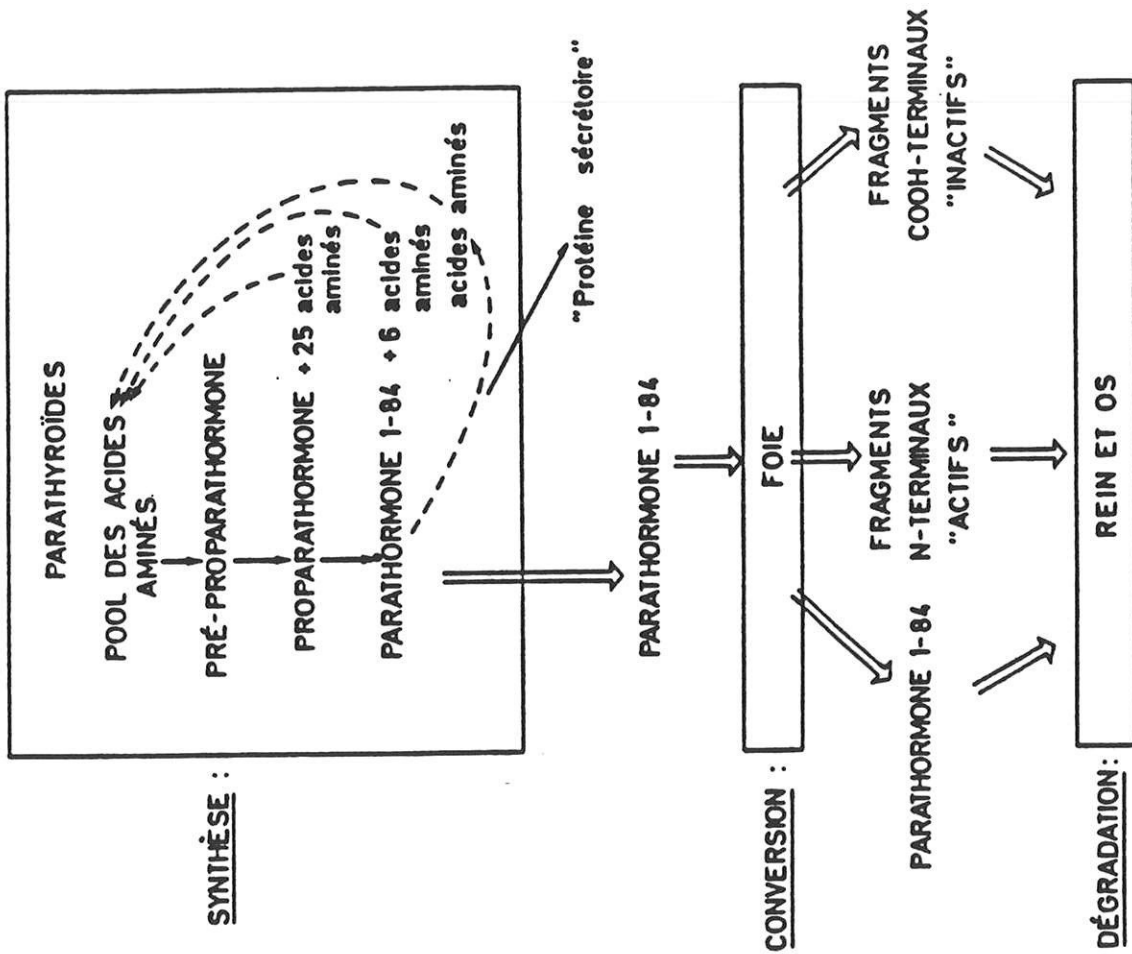 PARATHYROÏDES
SYNTHÈSE :
POOL DES ACIDES
AMINÉS
PRÉ-PROPARATHORMONE
PROPARATHORMONE + 25 acides
aminés
PARATHORMONE 1-84 + 6 acides
aminés
acides aminés
"Protéine sécrétoire"
PARATHORMONE 1-84
CONVERSION :
FOIE
PARATHORMONE 1-84
FRAGMENTS
N-TERMINAUX
"ACTIFS"
FRAGMENTS
COOH-TERMINAUX
"INACTIFS"
DÉGRADATION:
REIN ET OS